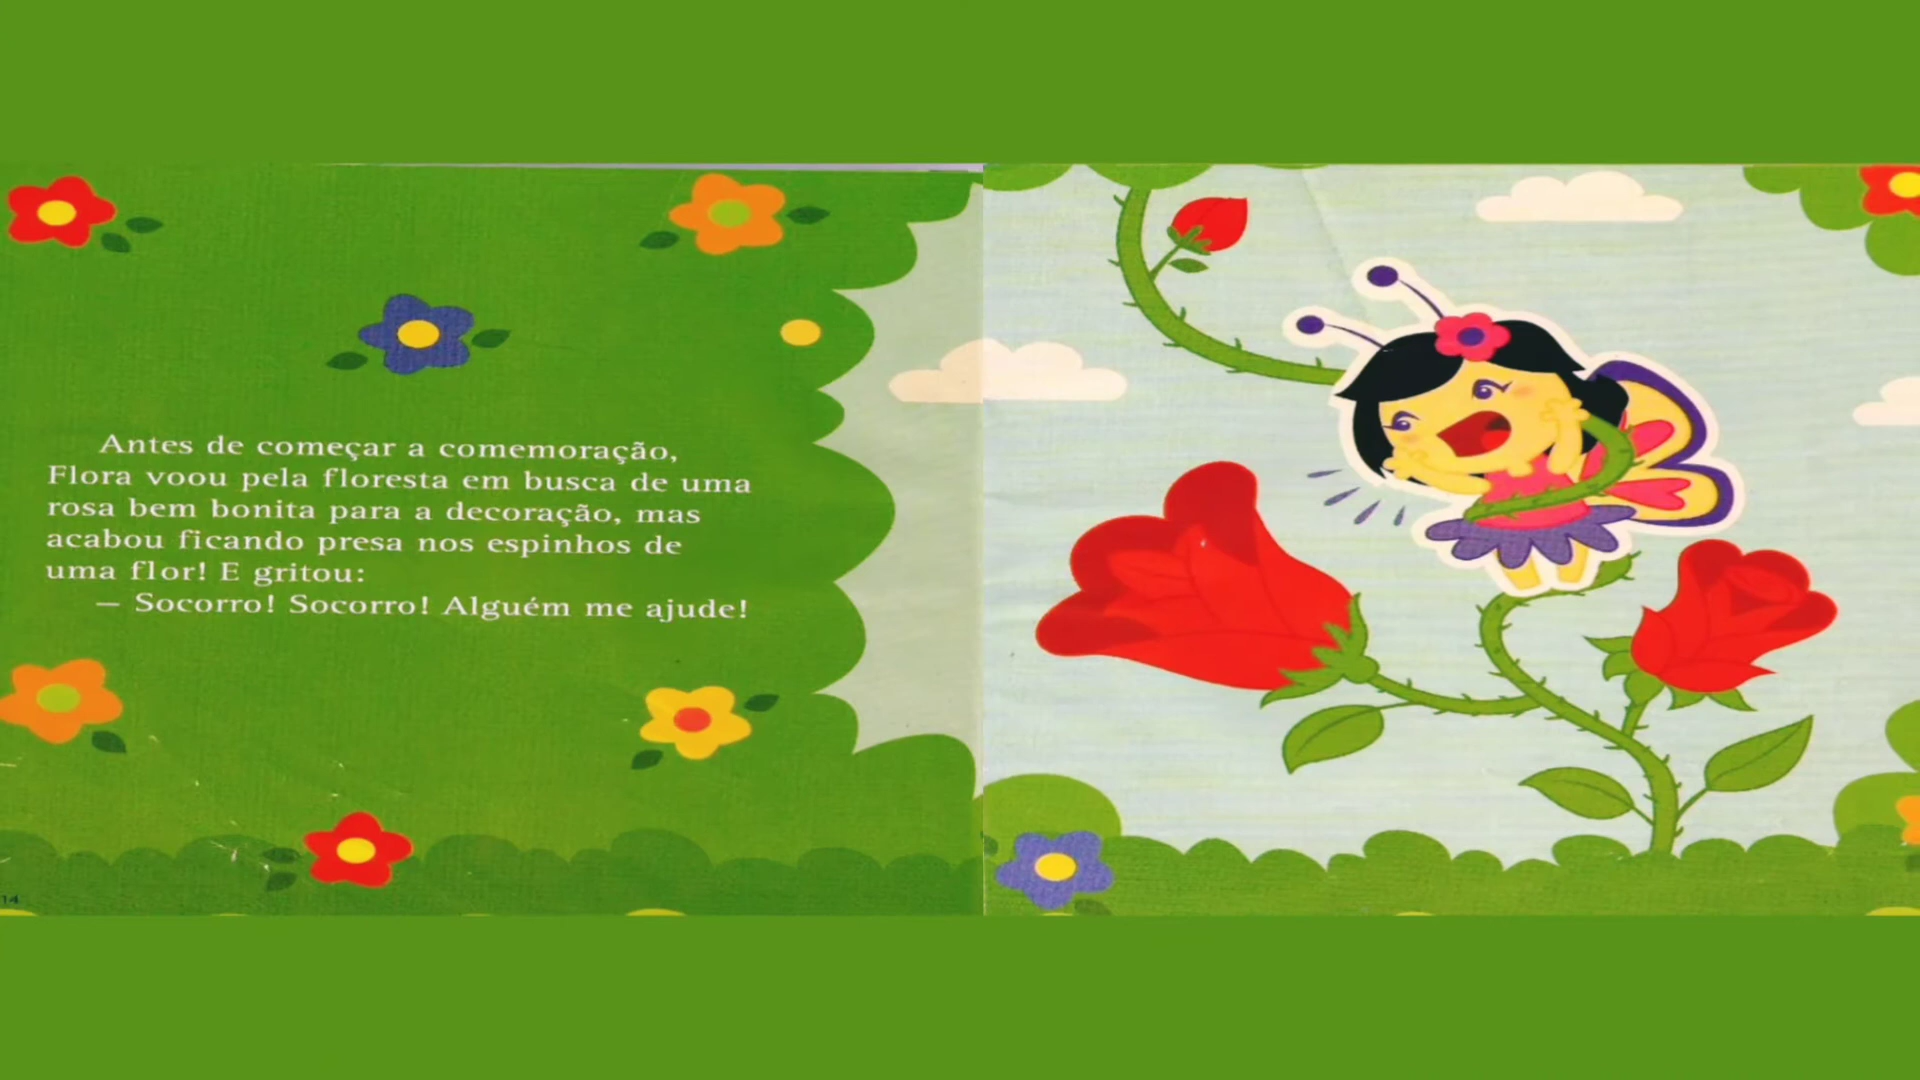 Antes de começar a comemoração,
Flora voou pela floresta em busca de uma
rosa bem bonita para a decoração, mas
acabou ficando presa nos espinhos de
uma flor! E gritou:
— Socorro! Socorro! Alguém me ajude!
14